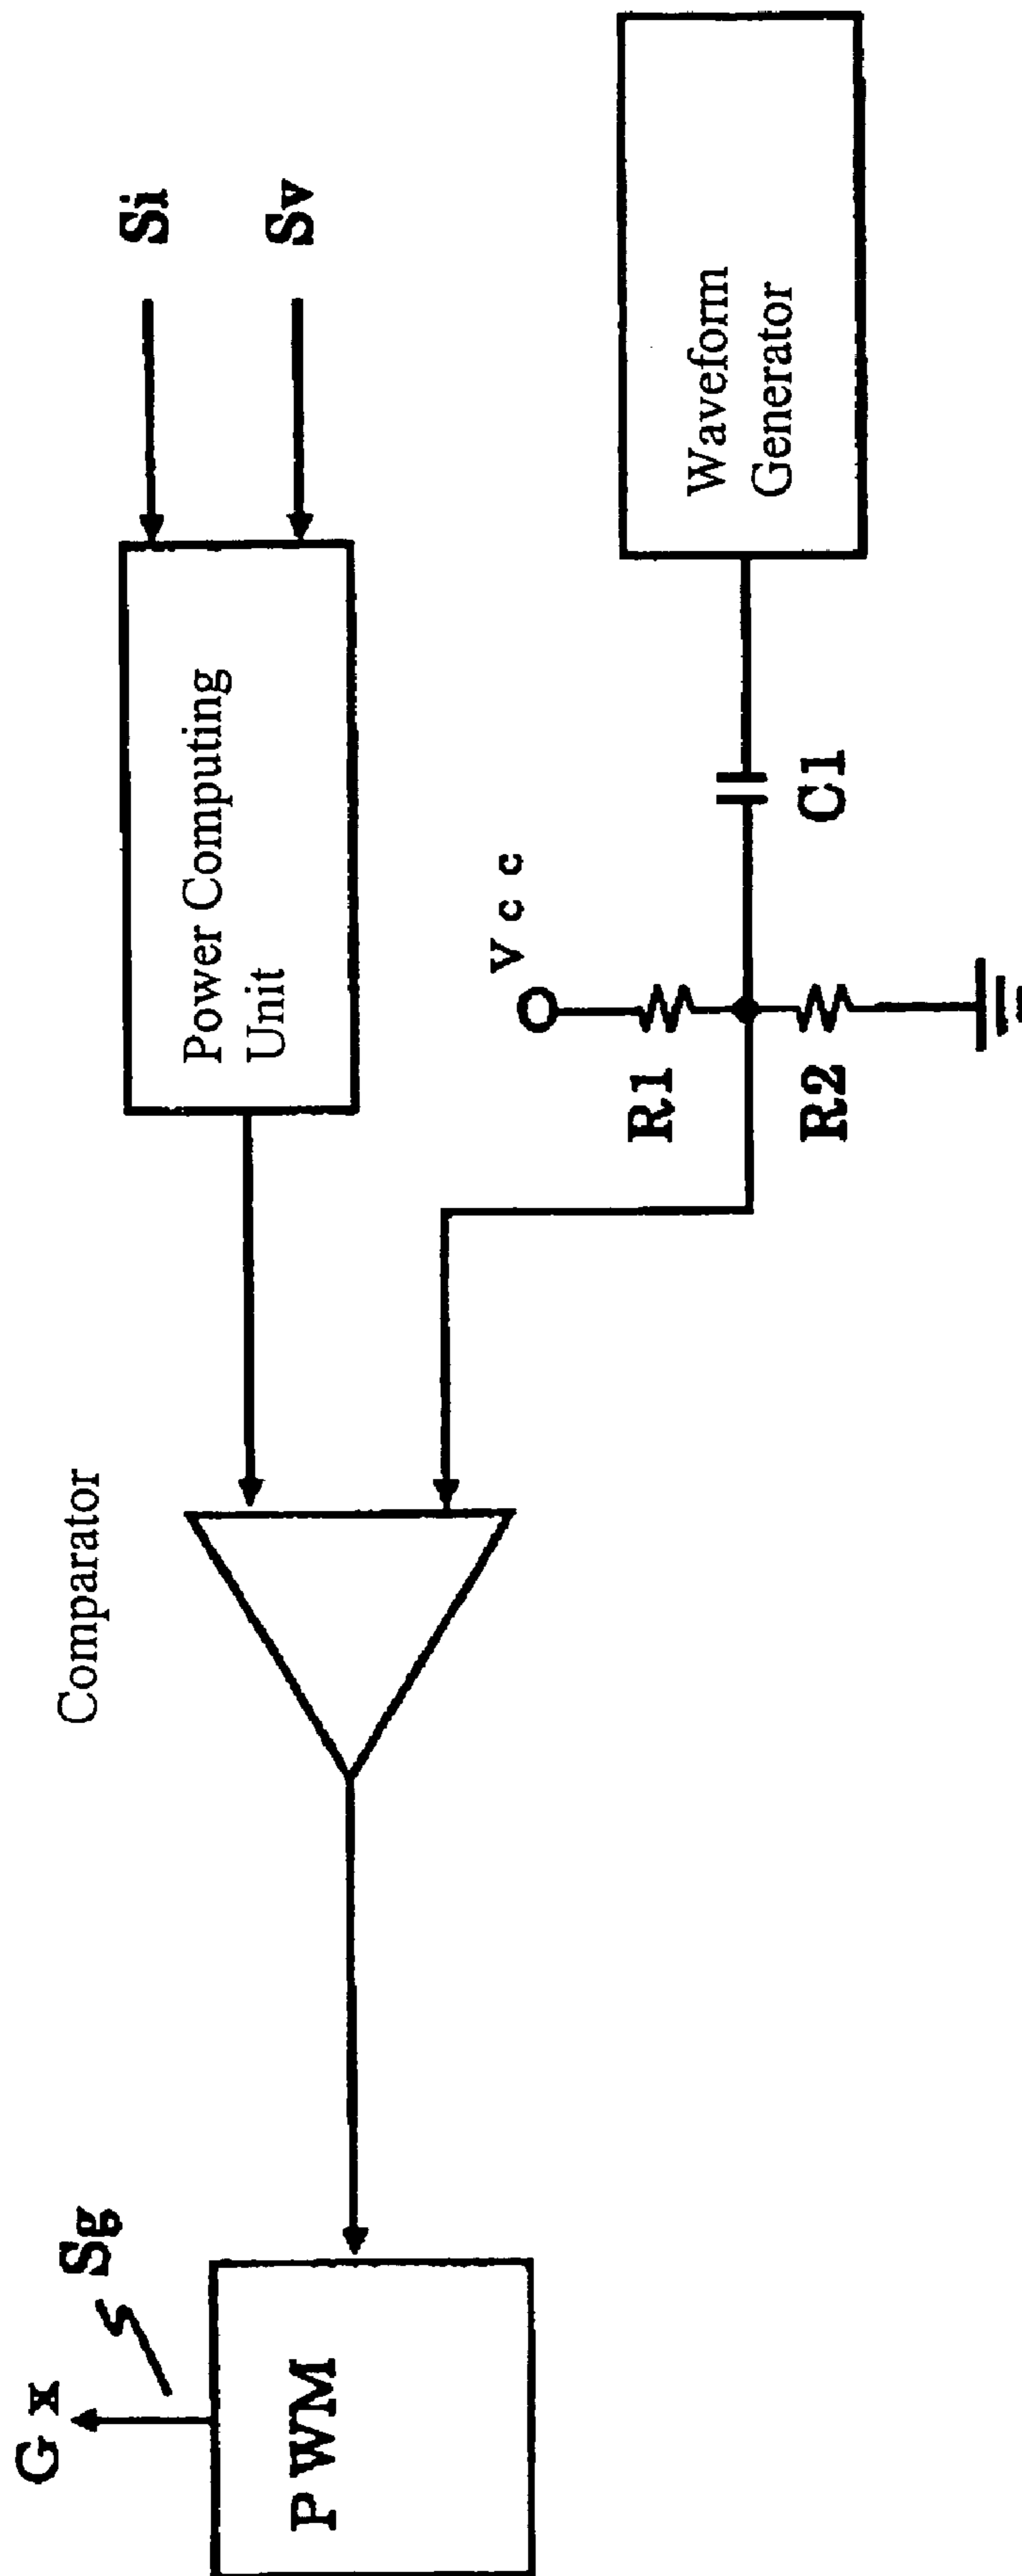 Gx
Sg
PWM
Comparator
Power Computing
Unit
Si
Sv
Vcc
R1
R2
C1
Waveform
Generator